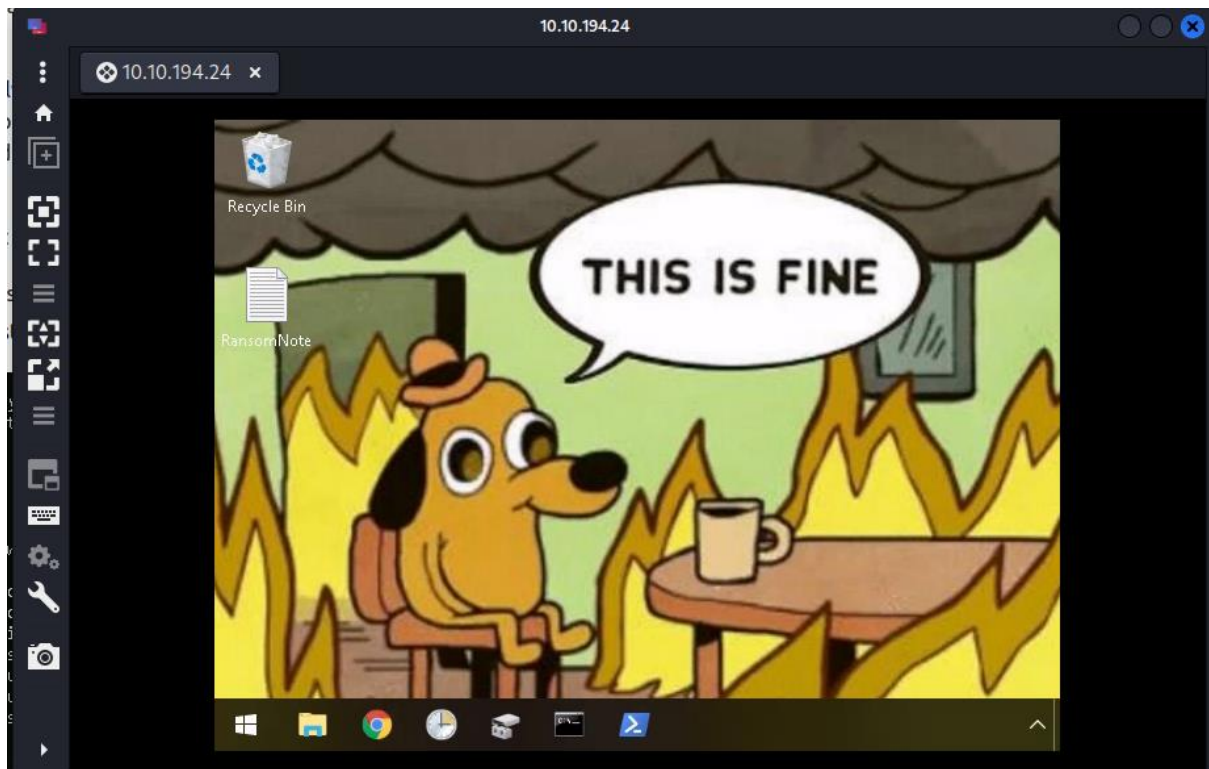 10.10.194.24
10.10.194.24
Recycle Bin
THIS IS FINE
RansomNote